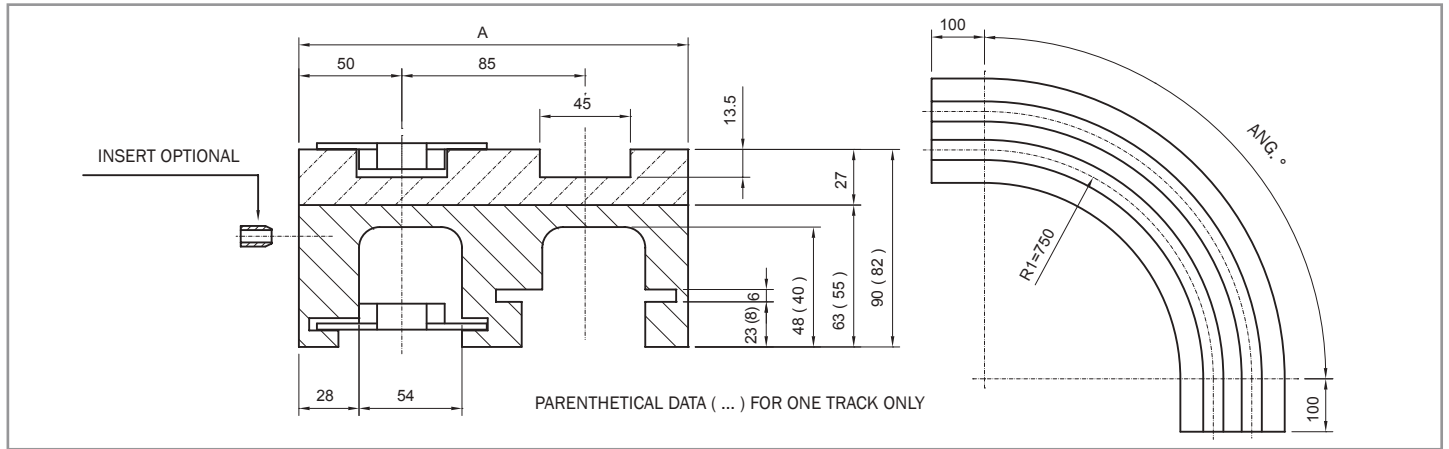 A
50
85
45
13.5
INSERT OPTIONAL
27
6
23 (8)
48 ( 40 )
63 ( 55 )
90 ( 82 )
28
54
PARENTHETICAL DATA ( ... ) FOR ONE TRACK ONLY
100
ANG. °
R1=750
100